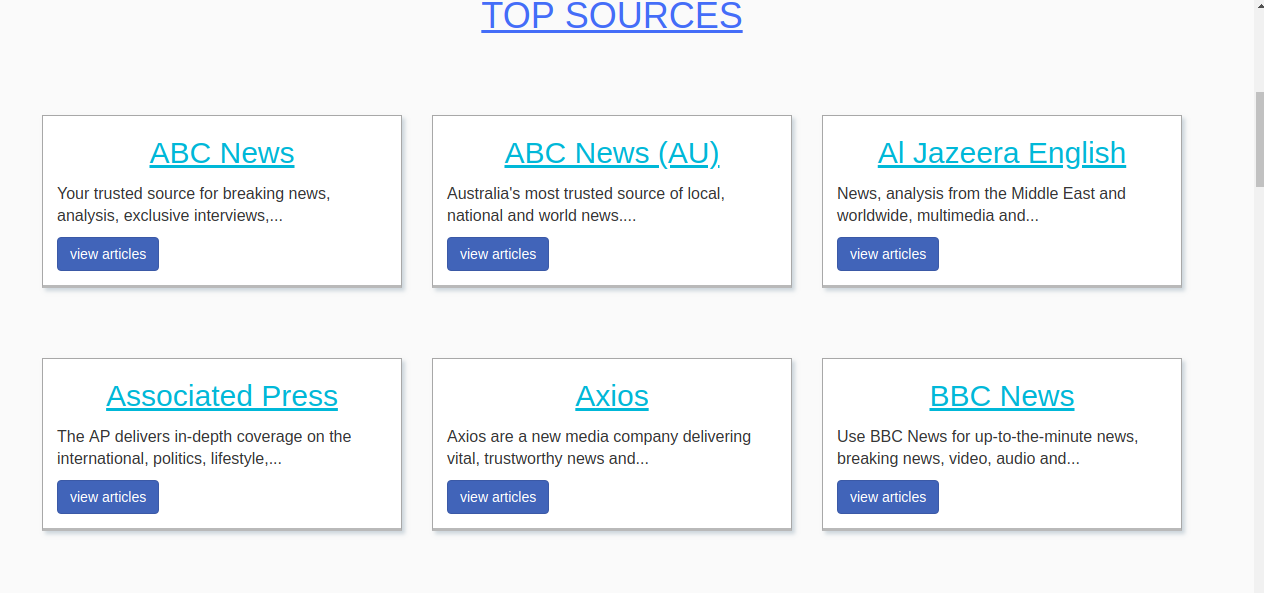 TOP SOURCES
ABC News
Your trusted source for breaking news,
analysis, exclusive interviews,...
view articles
ABC News (AU)
Australia's most trusted source of local,
national and world news....
view articles
Al Jazeera English
News, analysis from the Middle East and
worldwide, multimedia and...
view articles
Associated Press
The AP delivers in-depth coverage on the
international, politics, lifestyle,...
view articles
Axios
Axios are a new media company delivering
vital, trustworthy news and...
view articles
BBC News
Use BBC News for up-to-the-minute news,
breaking news, video, audio and...
view articles